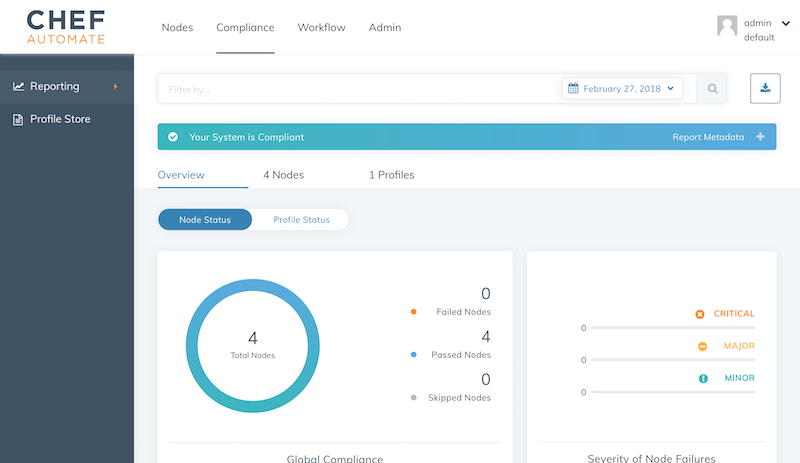 CHEF
AUTOMATE
Nodes
Compliance
Workflow
Admin
admin
default
Reporting
Profile Store
Filter by...
February 27, 2018
Your System is Compliant
Report Metadata
Overview
4 Nodes
1 Profiles
Node Status
Profile Status
4
Total Nodes
0
Failed Nodes
4
Passed Nodes
0
Skipped Nodes
Global Compliance
CRITICAL
0
MAJOR
0
MINOR
0
Severity of Node Failures